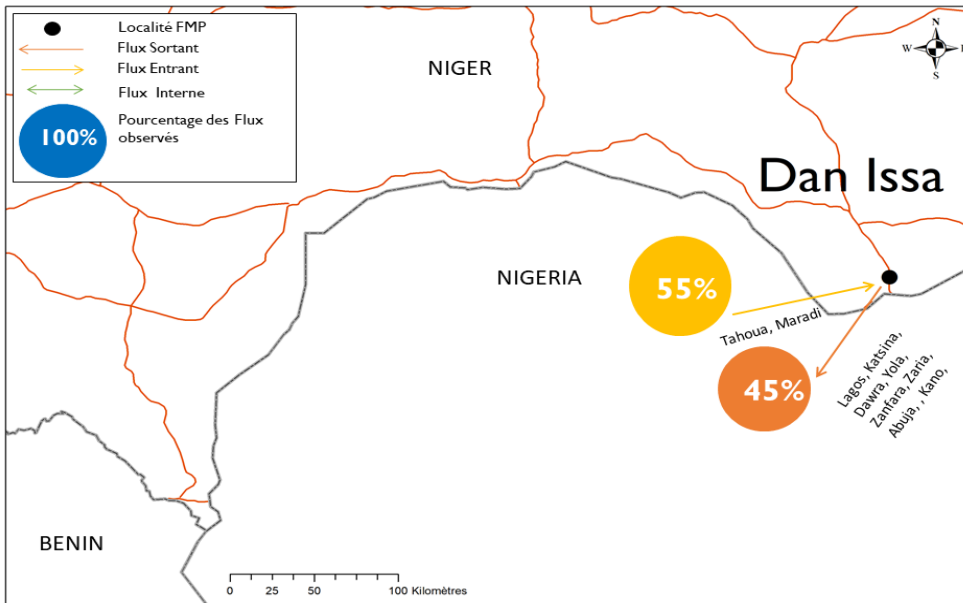 Localité FMP
Flux Sortant
Flux Entrant
Flux Interne
100%
Pourcentage des Flux
observés
N
W
E
S
NIGER
Dan Issa
NIGERIA
55%
Tahoua, Maradi
45%
Lagos, Katsina,
Dawra, Yola,
Zanfara, Zaria,
Abuja, , Kano,
BENIN
0 25 50 100 Kilomètres